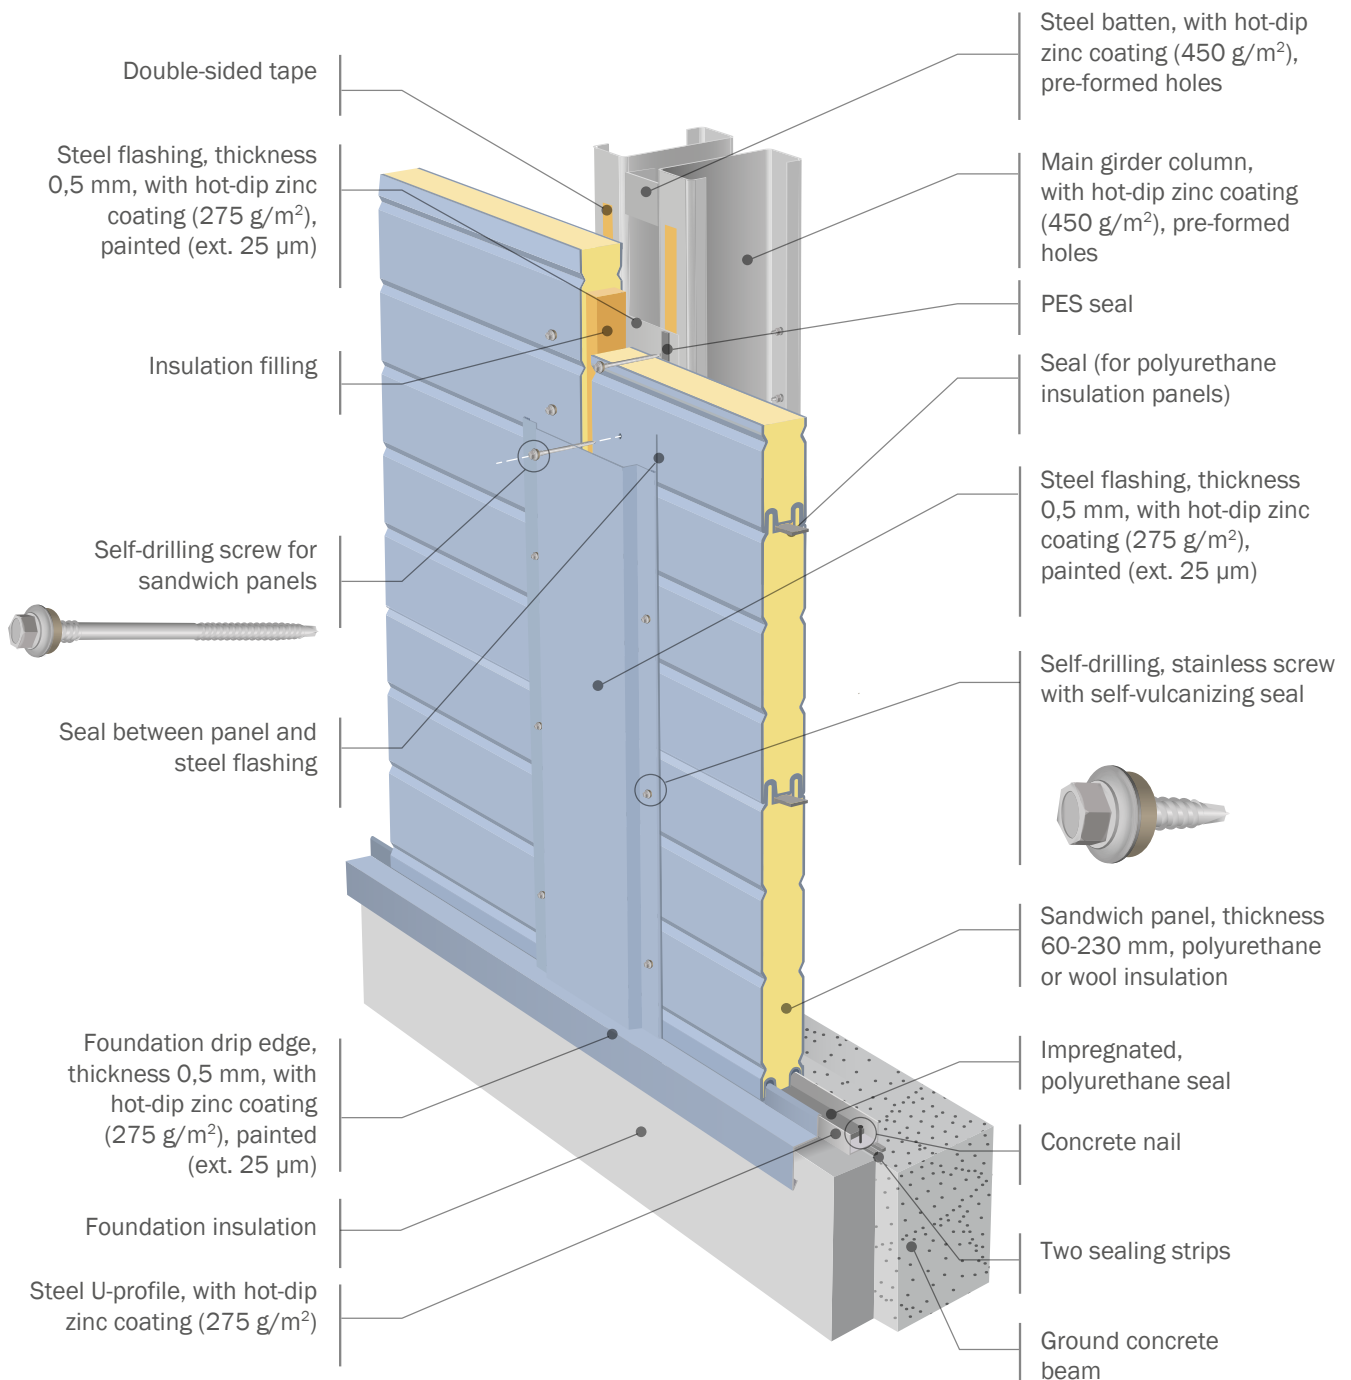 Double-sided tape
Steel flashing, thickness
0,5 mm, with hot-dip zinc
coating (275 g/m²),
painted (ext. 25 µm)
Insulation filling
Self-drilling screw for
sandwich panels
Seal between panel and
steel flashing
Foundation drip edge,
thickness 0,5 mm, with
hot-dip zinc coating
(275 g/m²), painted
(ext. 25 µm)
Foundation insulation
Steel U-profile, with hot-dip
zinc coating (275 g/m²)
Steel batten, with hot-dip
zinc coating (450 g/m²),
pre-formed holes
Main girder column,
with hot-dip zinc coating
(450 g/m²), pre-formed
holes
PES seal
Seal (for polyurethane
insulation panels)
Steel flashing, thickness
0,5 mm, with hot-dip zinc
coating (275 g/m²),
painted (ext. 25 µm)
Self-drilling, stainless screw
with self-vulcanizing seal
Sandwich panel, thickness
60-230 mm, polyurethane
or wool insulation
Impregnated,
polyurethane seal
Concrete nail
Two sealing strips
Ground concrete
beam